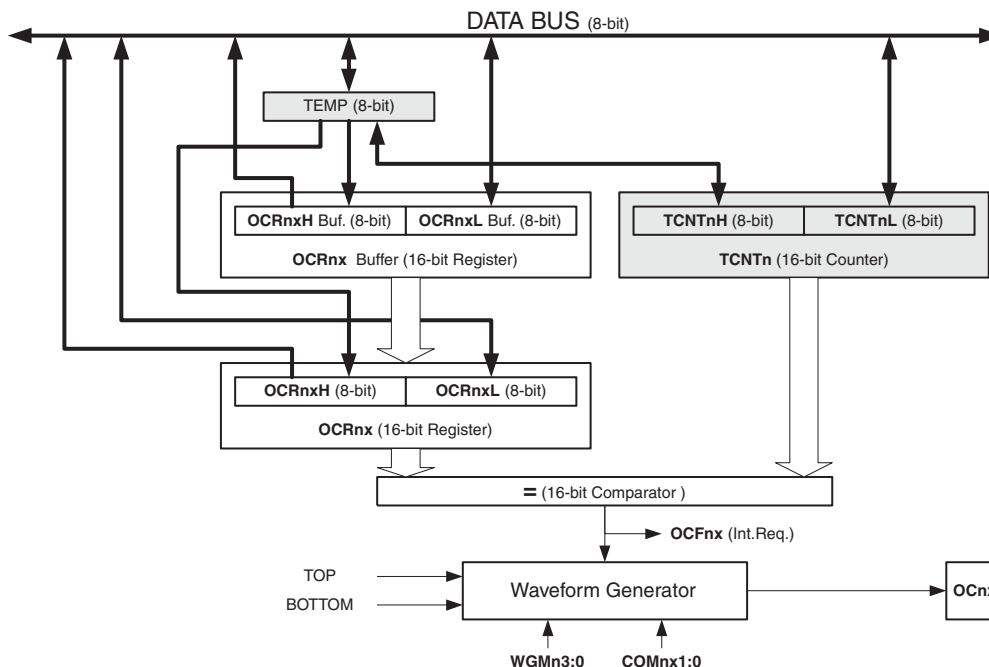 DATA BUS (8-bit)
TEMP (8-bit)
OCRnxH Buf. (8-bit) OCRnxL Buf. (8-bit)
OCRnx Buffer (16-bit Register)
TCNTnH (8-bit) TCNTnL (8-bit)
TCNTn (16-bit Counter)
OCRnxH (8-bit) OCRnxL (8-bit)
OCRnx (16-bit Register)
= (16-bit Comparator )
OCFnx (Int.Req.)
TOP
BOTTOM
Waveform Generator
OCnx
WGMn3:0 COMnx1:0